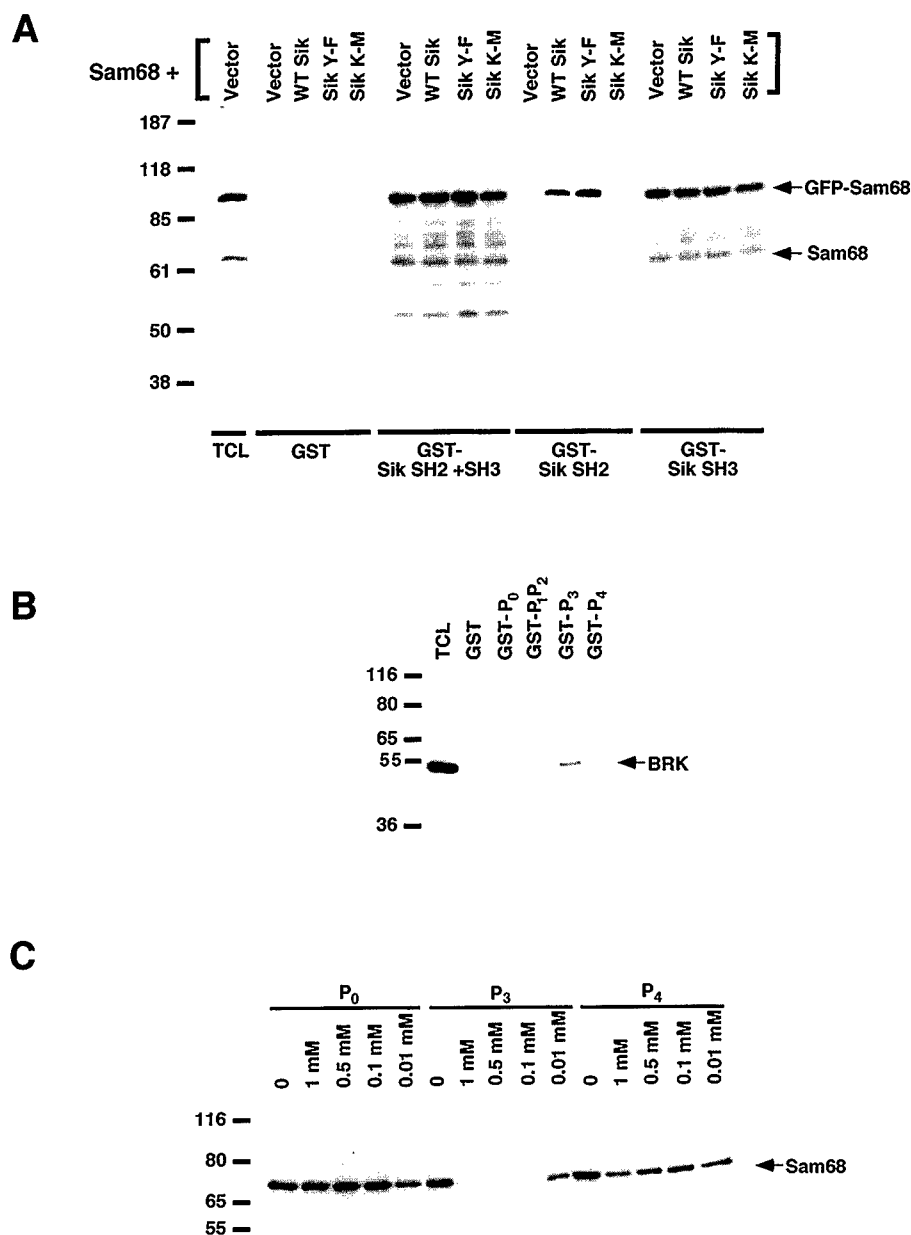 A
Sam68 +
Vector
Vector
WT Sik
Sik Y-F
Sik K-M
Vector
WT Sik
Sik Y-F
Sik K-M
Vector
WT Sik
Sik Y-F
Sik K-M
Vector
WT Sik
Sik Y-F
Sik K-M
187
118
85
61
50
38
GFP-Sam68
Sam68
TCL
GST
GST-
Sik SH2 +SH3
GST-
Sik SH2
GST-
Sik SH3
B
TCL
GST
GST-P0
GST-P1P2
GST-P3
GST-P4
116
80
65
55
36
BRK
C
P0
P3
P4
0
1 mM
0.5 mM
0.1 mM
0.01 mM
0
1 mM
0.5 mM
0.1 mM
0.01 mM
0
1 mM
0.5 mM
0.1 mM
0.01 mM
116
80
65
55
Sam68